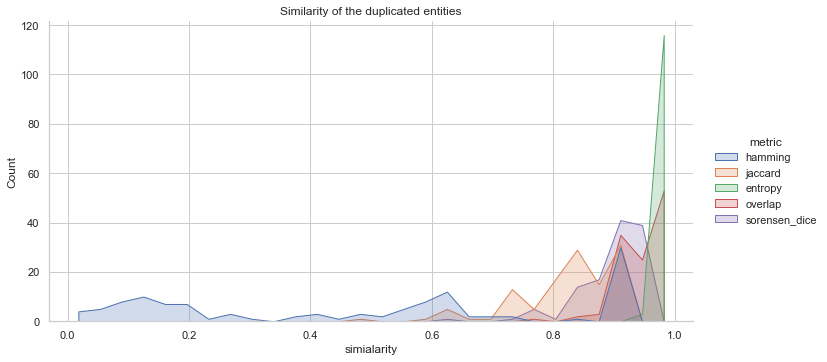 Similarity of the duplicated entities
120
100
80
60
40
20
0
Count
0.0 0.2 0.4 0.6 0.8 1.0
simialarity
metric
hamming
jaccard
entropy
overlap
sorensen_dice